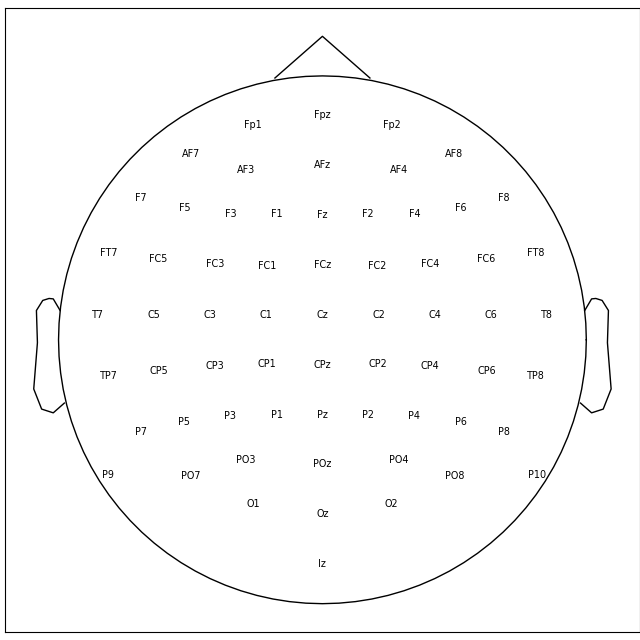 Fpz
Fp1 Fp2
AF7 AF8
AF3 AFz AF4
F7 F8
F5 F3 F1 Fz F2 F4 F6
FT7 FT8
FC5 FC3 FC1 FCz FC2 FC4 FC6
T7 C5 C3 C1 Cz C2 C4 C6 T8
TP7 CP5 CP3 CP1 CPz CP2 CP4 CP6 TP8
P7 P5 P3 P1 Pz P2 P4 P6 P8
PO3 POz PO4
P9 PO7 PO8 P10
O1 Oz O2
Iz